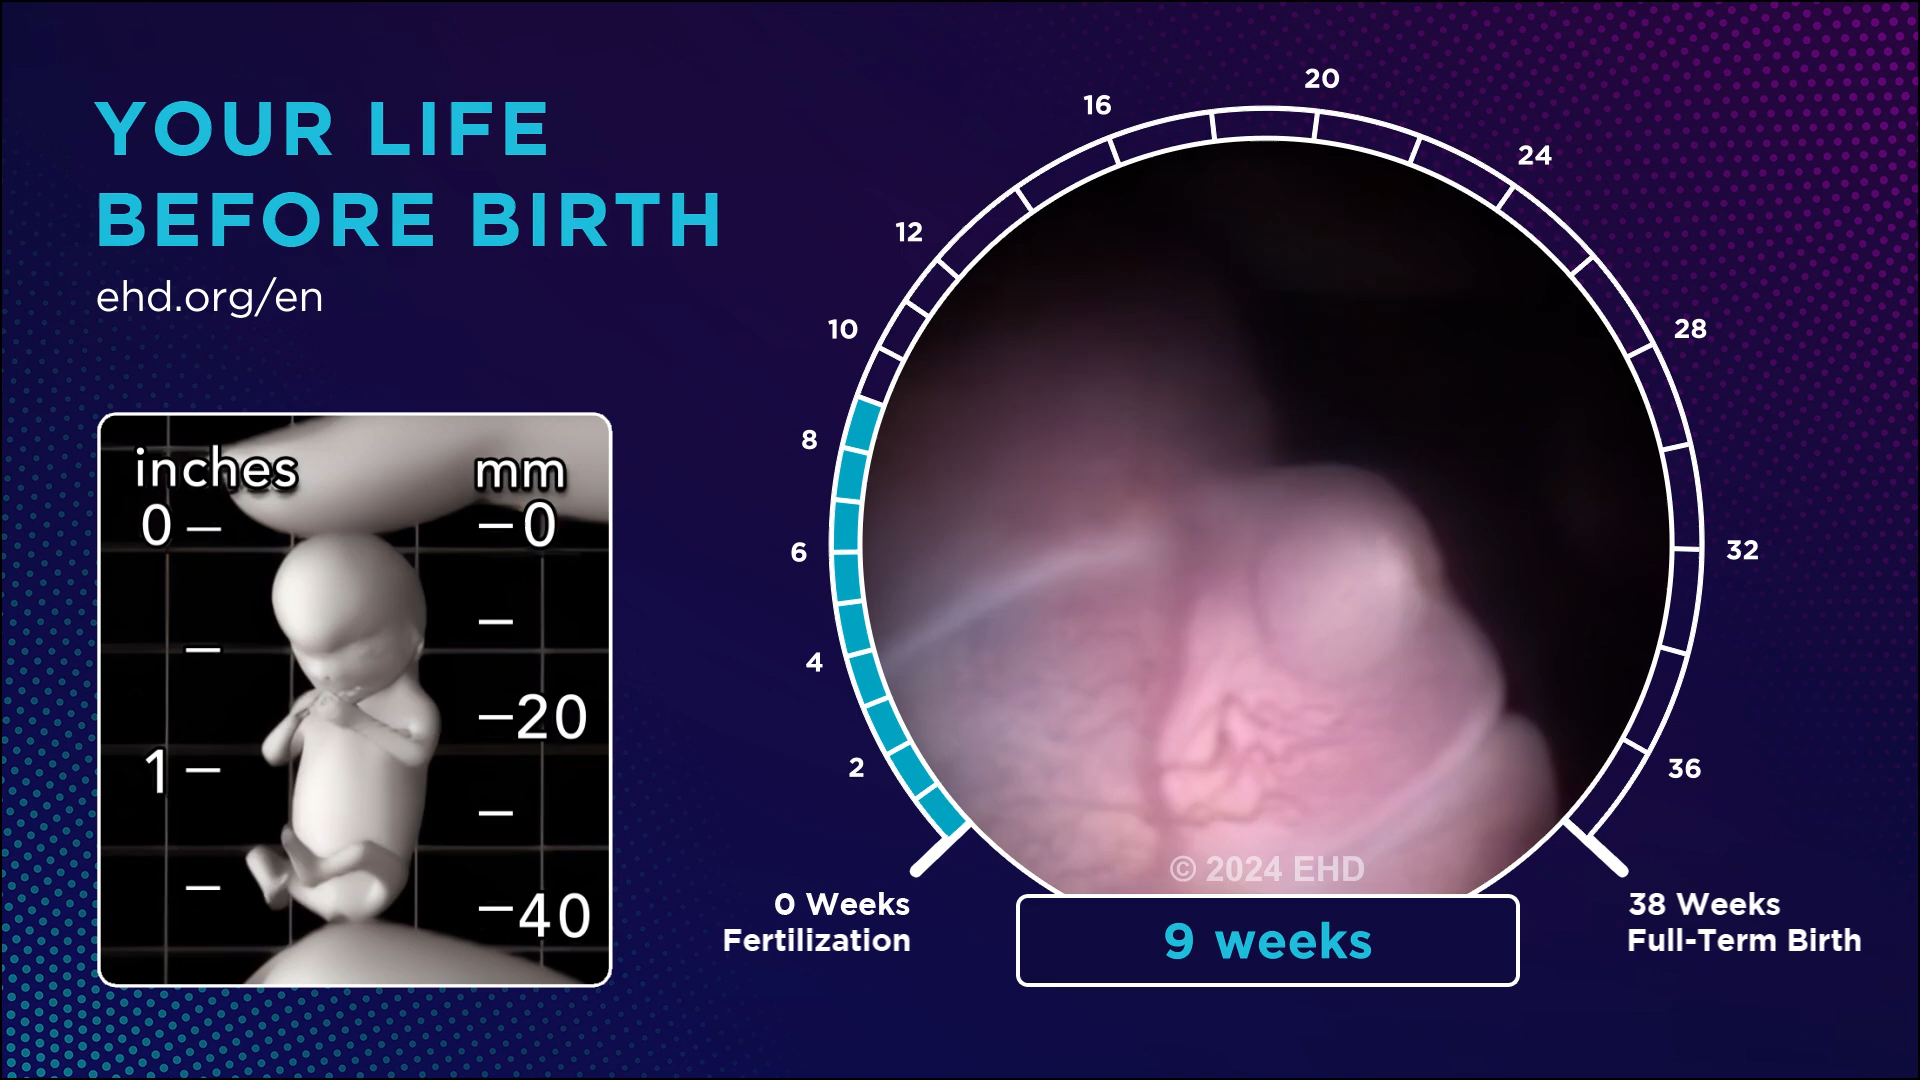 YOUR LIFE
BEFORE BIRTH
ehd.org/en
inches mm
0 0
20
1
40
20
16
24
12
10
28
8
6
32
4
2
36
© 2024 EHD
0 Weeks
Fertilization
9 weeks
38 Weeks
Full-Term Birth